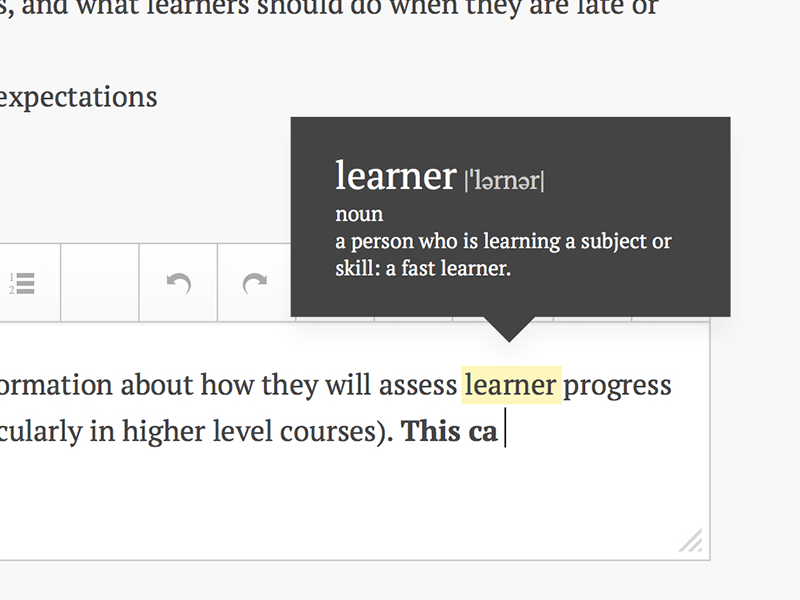 s, and what learners should do when they are late or
expectations
learner |ˈlərnər|
noun
a person who is learning a subject or
skill: a fast learner.
1
2
ormation about how they will assess learner progress
cularly in higher level courses). This ca